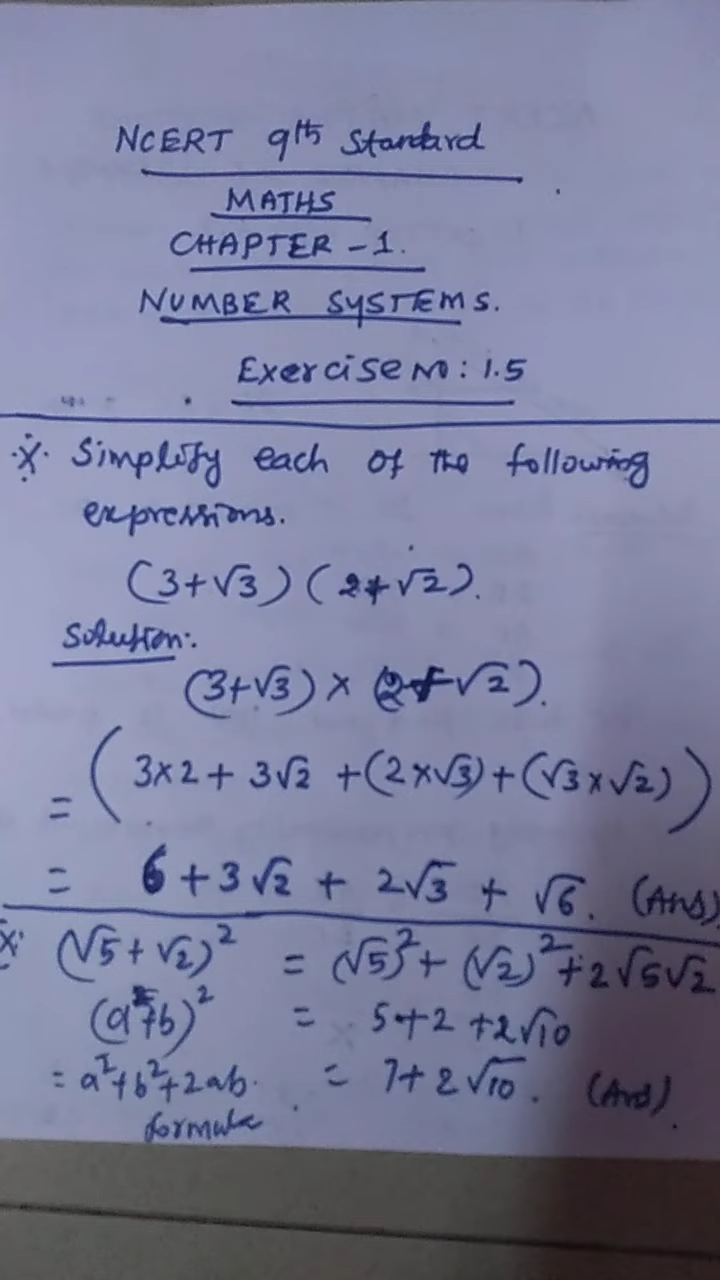 NCERT 9th Standard
MATHS
CHAPTER - 1.
NUMBER SYSTEMS.
Exercise No: 1.5
Simplify each of the following
expressions.
(3+√3) (2+√2).
Solution:
(3+√3) × (2+√2).
= (3×2 + 3√2 + (2×√3) + (√3×√2))
= 6 + 3√2 + 2√3 + √6. (Ans)
(√5 + √2)² = (√5)² + (√2)² + 2√5√2
(a+b)² = 5+2 +2√10
= a²+b²+2ab. = 7+2√10. (Ans).
formula